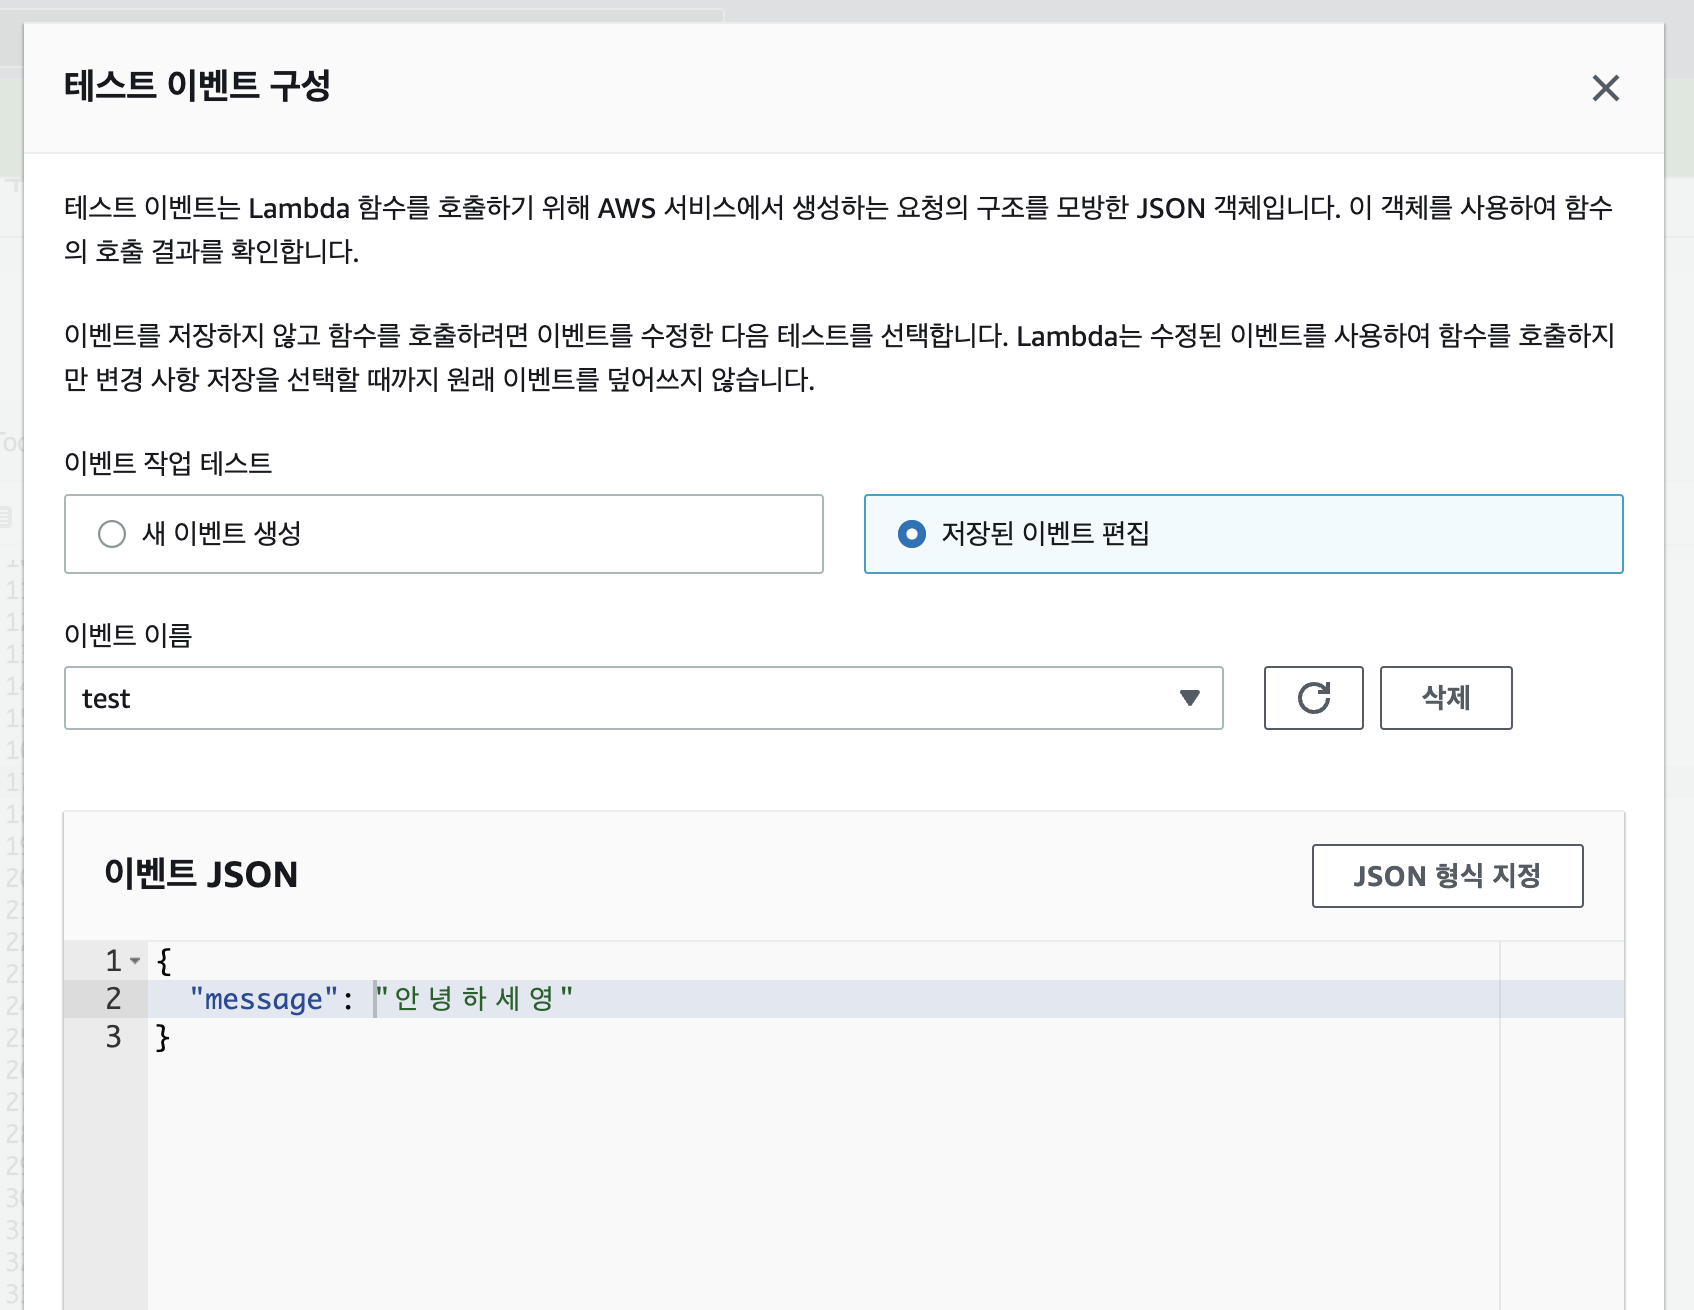 테스트 이벤트 구성
테스트 이벤트는 Lambda 함수를 호출하기 위해 AWS 서비스에서 생성하는 요청의 구조를 모방한 JSON 객체입니다. 이 객체를 사용하여 함수
의 호출 결과를 확인합니다.
이벤트를 저장하지 않고 함수를 호출하려면 이벤트를 수정한 다음 테스트를 선택합니다. Lambda는 수정된 이벤트를 사용하여 함수를 호출하지
만 변경 사항 저장을 선택할 때까지 원래 이벤트를 덮어쓰지 않습니다.
이벤트 작업 테스트
새 이벤트 생성
저장된 이벤트 편집
이벤트 이름
test
삭제
이벤트 JSON
JSON 형식 지정
1 {
2 "message": "안녕하세영"
3 }